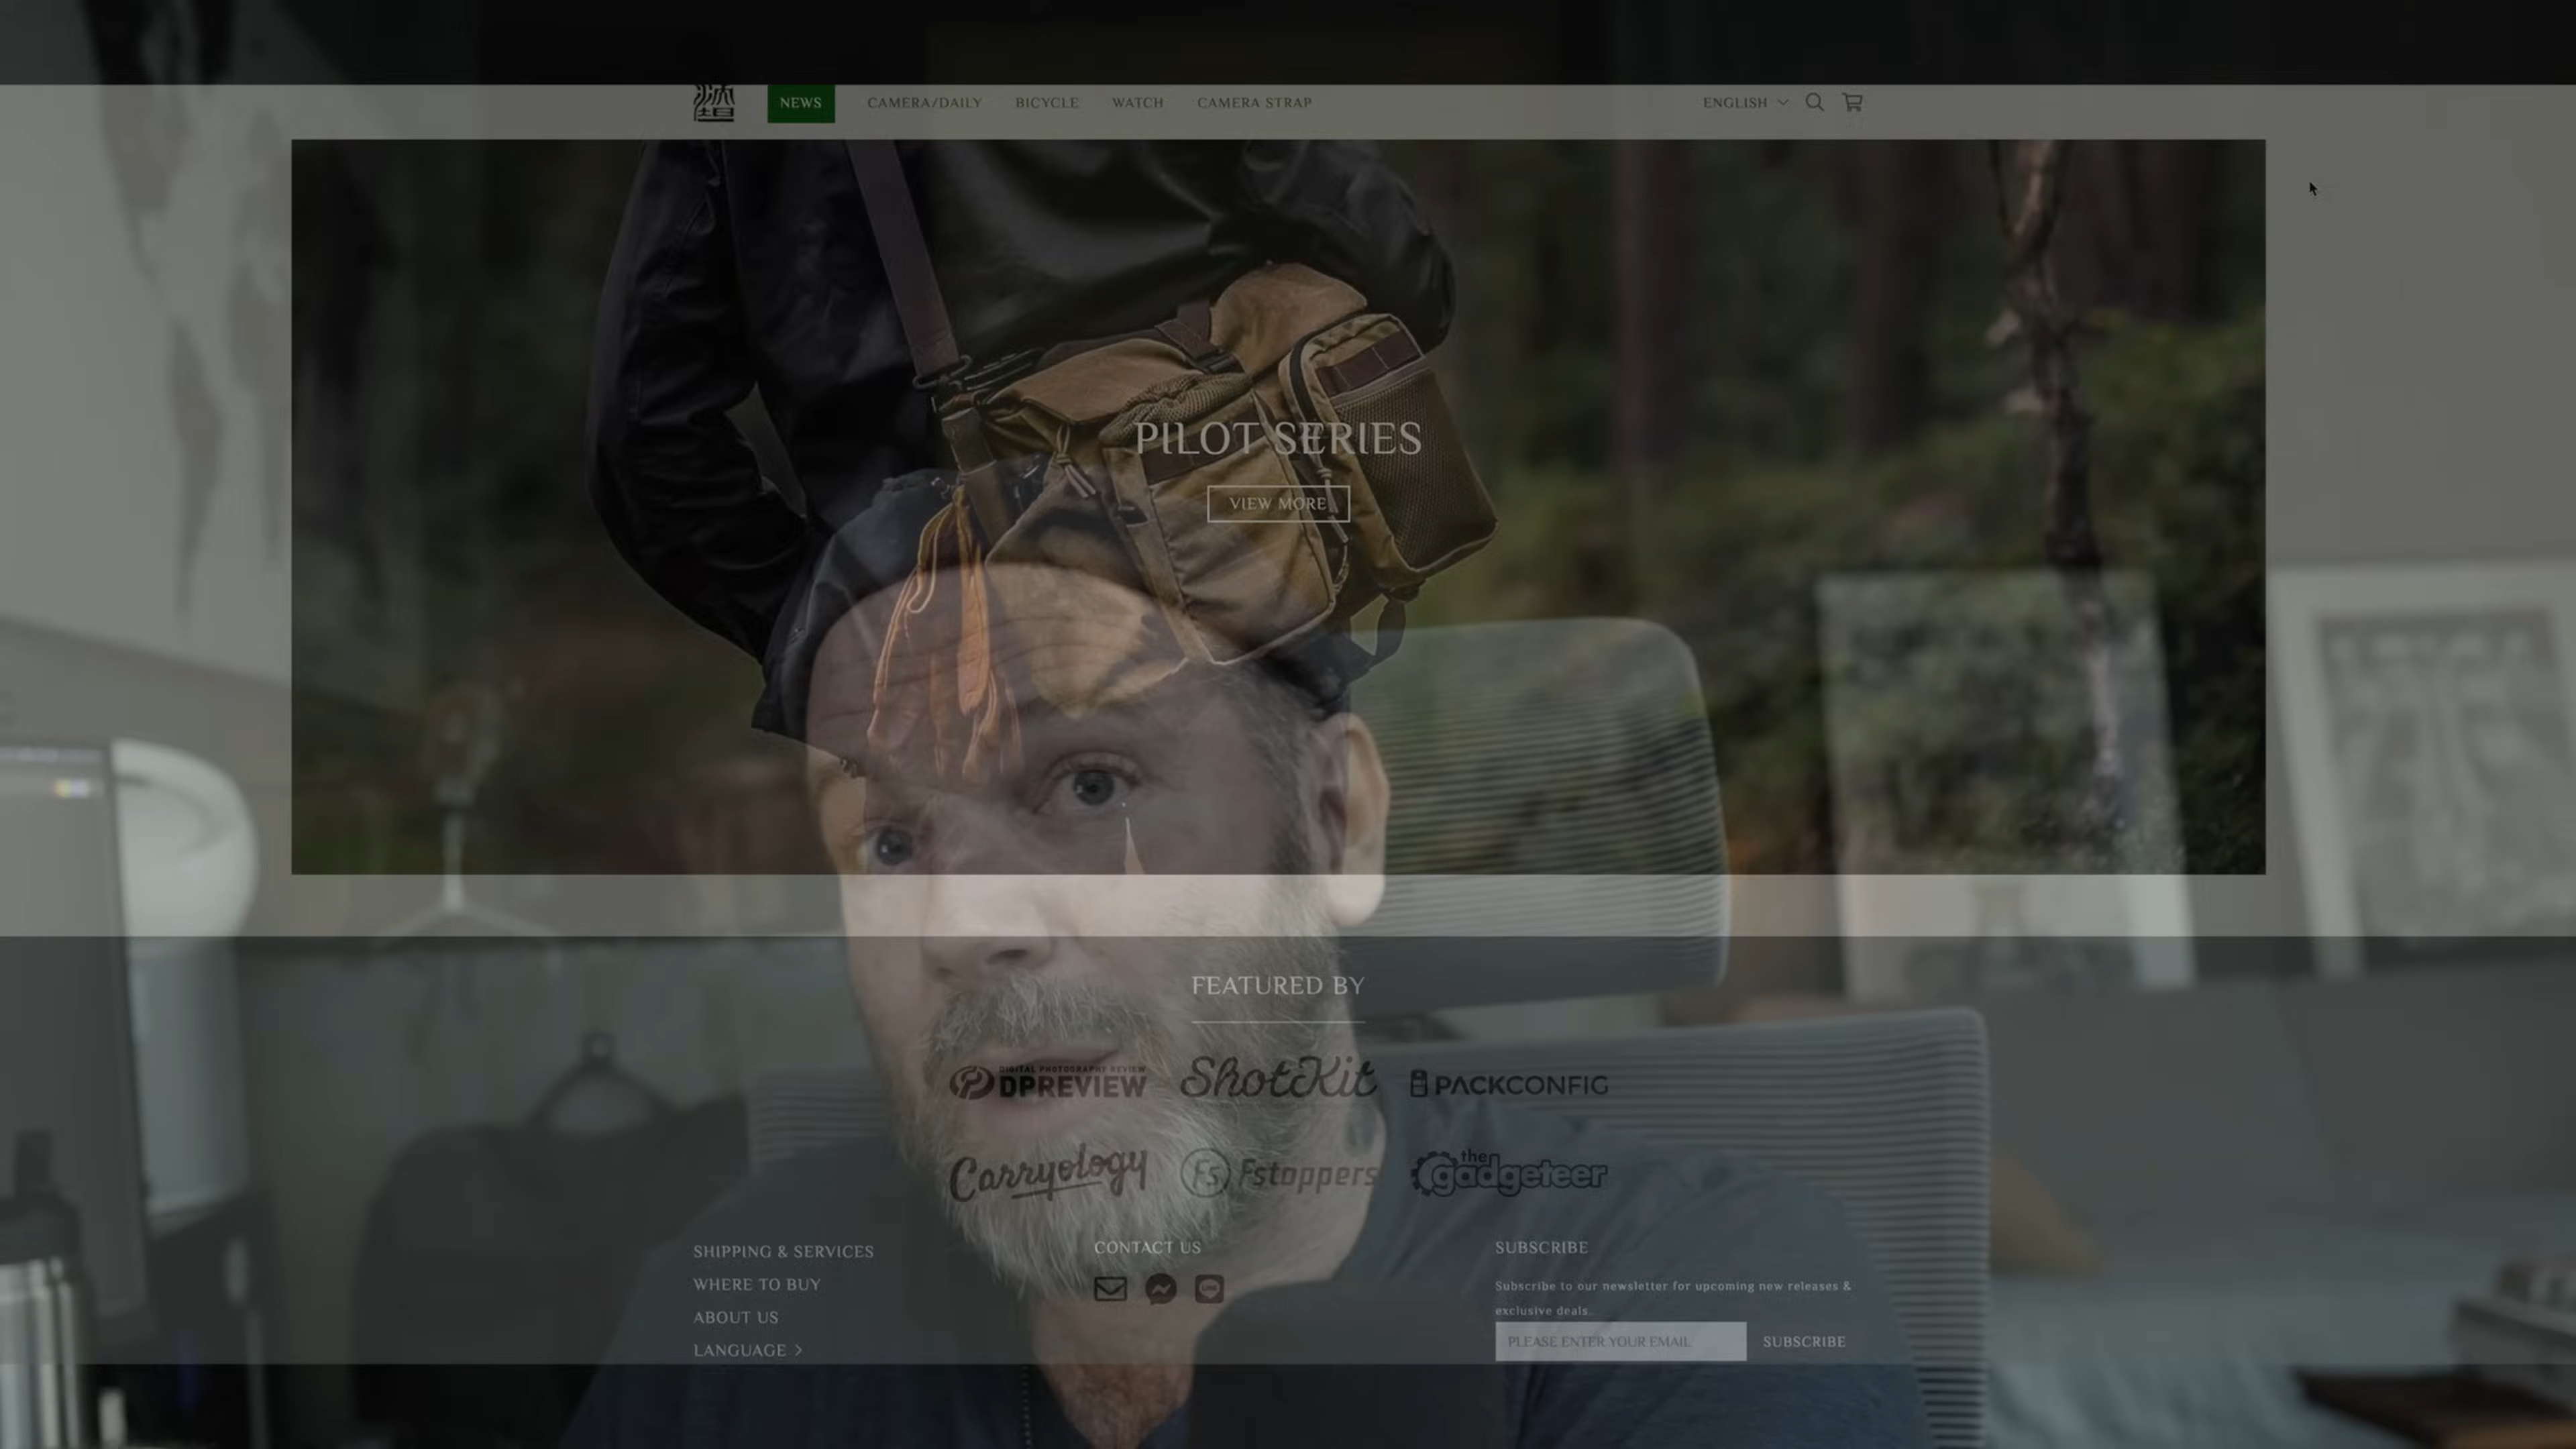 NEWS
CAMERA/DAILY
BICYCLE
WATCH
CAMERA STRAP
ENGLISH
PILOT SERIES
VIEW MORE
FEATURED BY
DIGITAL PHOTOGRAPHY REVIEW
DPREVIEW
ShotKit
PACKCONFIG
Carryology
Fs Fstoppers
the gadgeteer
SHIPPING & SERVICES
WHERE TO BUY
ABOUT US
LANGUAGE >
CONTACT US
LINE
SUBSCRIBE
Subscribe to our newsletter for upcoming new releases &
exclusive deals.
PLEASE ENTER YOUR EMAIL
SUBSCRIBE